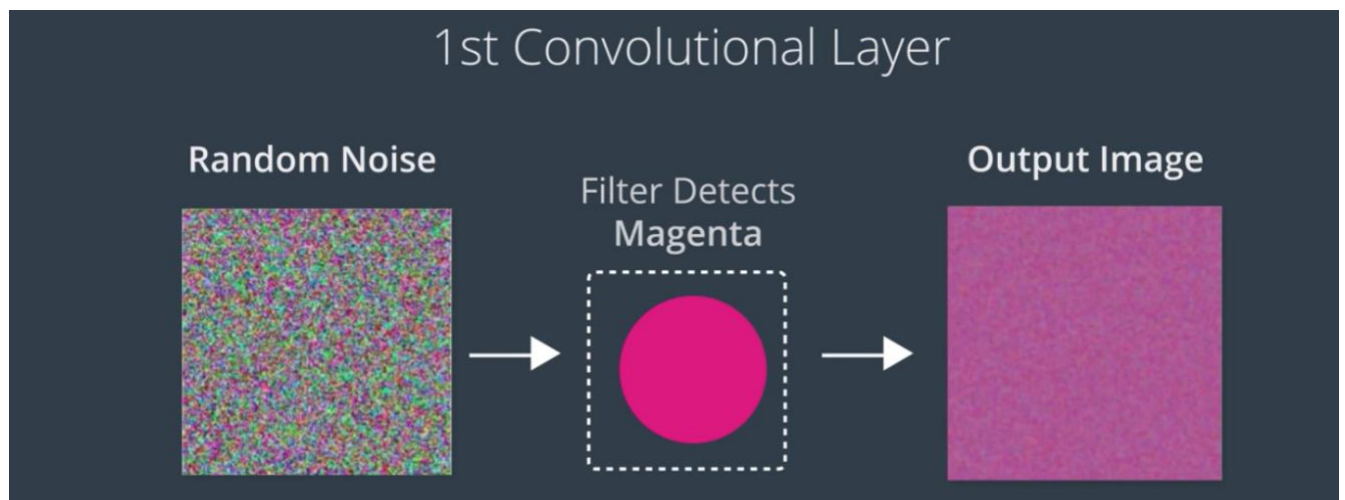 1st Convolutional Layer
Random Noise
Filter Detects
Magenta
Output Image